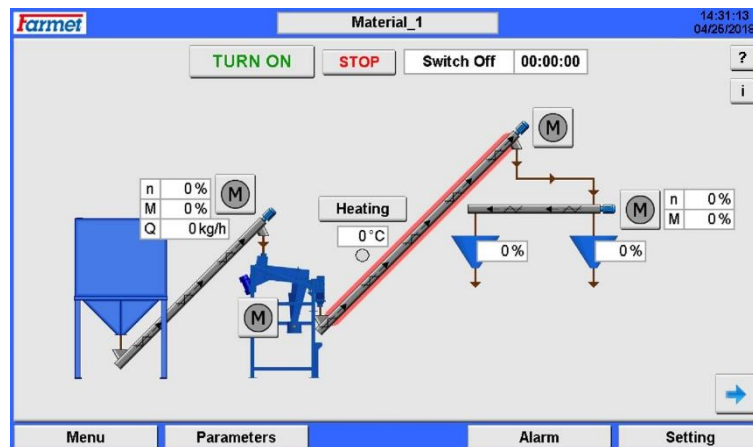 Farmet
Material_1
14:31:13
04/25/2018
TURN ON
STOP
Switch Off
00:00:00
?
i
M
n 0 %
M 0 %
Q 0 kg/h
M
Heating
0 °C
M
n 0 %
M 0 %
0 %
0 %
M
Menu
Parameters
Alarm
Setting